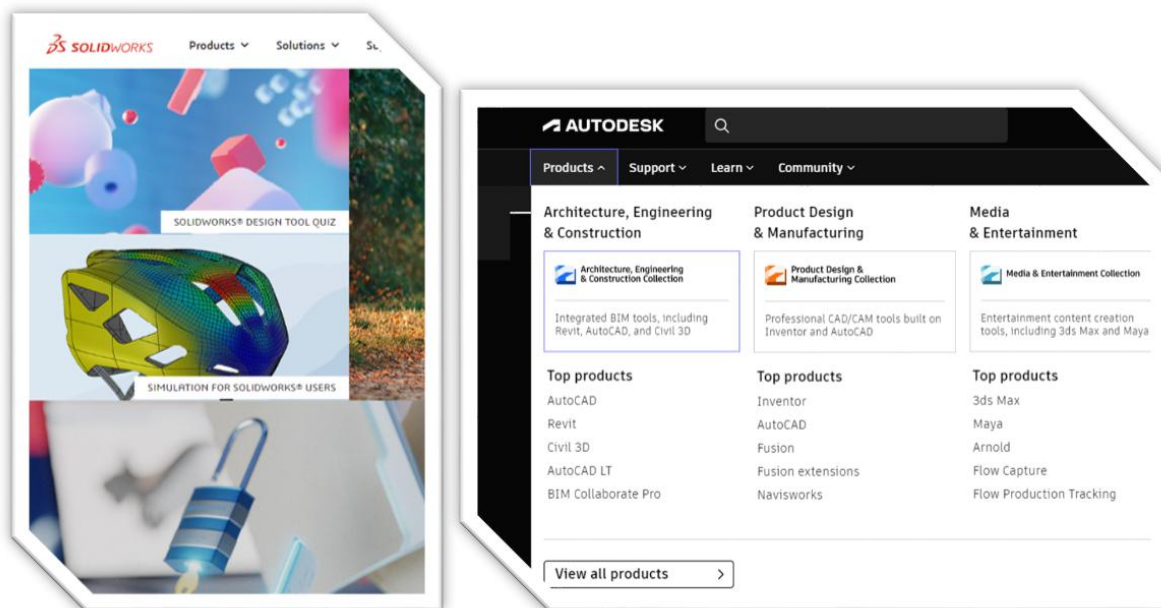 SOLIDWORKS
Products
Solutions
SOLIDWORKS® DESIGN TOOL QUIZ
SIMULATION FOR SOLIDWORKS® USERS
AUTODESK
Products
Support
Learn
Community
Architecture, Engineering
& Construction
Architecture, Engineering
& Construction Collection
Integrated BIM tools, including
Revit, AutoCAD, and Civil 3D
Top products
AutoCAD
Revit
Civil 3D
AutoCAD LT
BIM Collaborate Pro
Product Design
& Manufacturing
Product Design &
Manufacturing Collection
Professional CAD/CAM tools built on
Inventor and AutoCAD
Top products
Inventor
AutoCAD
Fusion
Fusion extensions
Navisworks
Media
& Entertainment
Media & Entertainment Collection
Entertainment content creation
tools, including 3ds Max and Maya
Top products
3ds Max
Maya
Arnold
Flow Capture
Flow Production Tracking
View all products